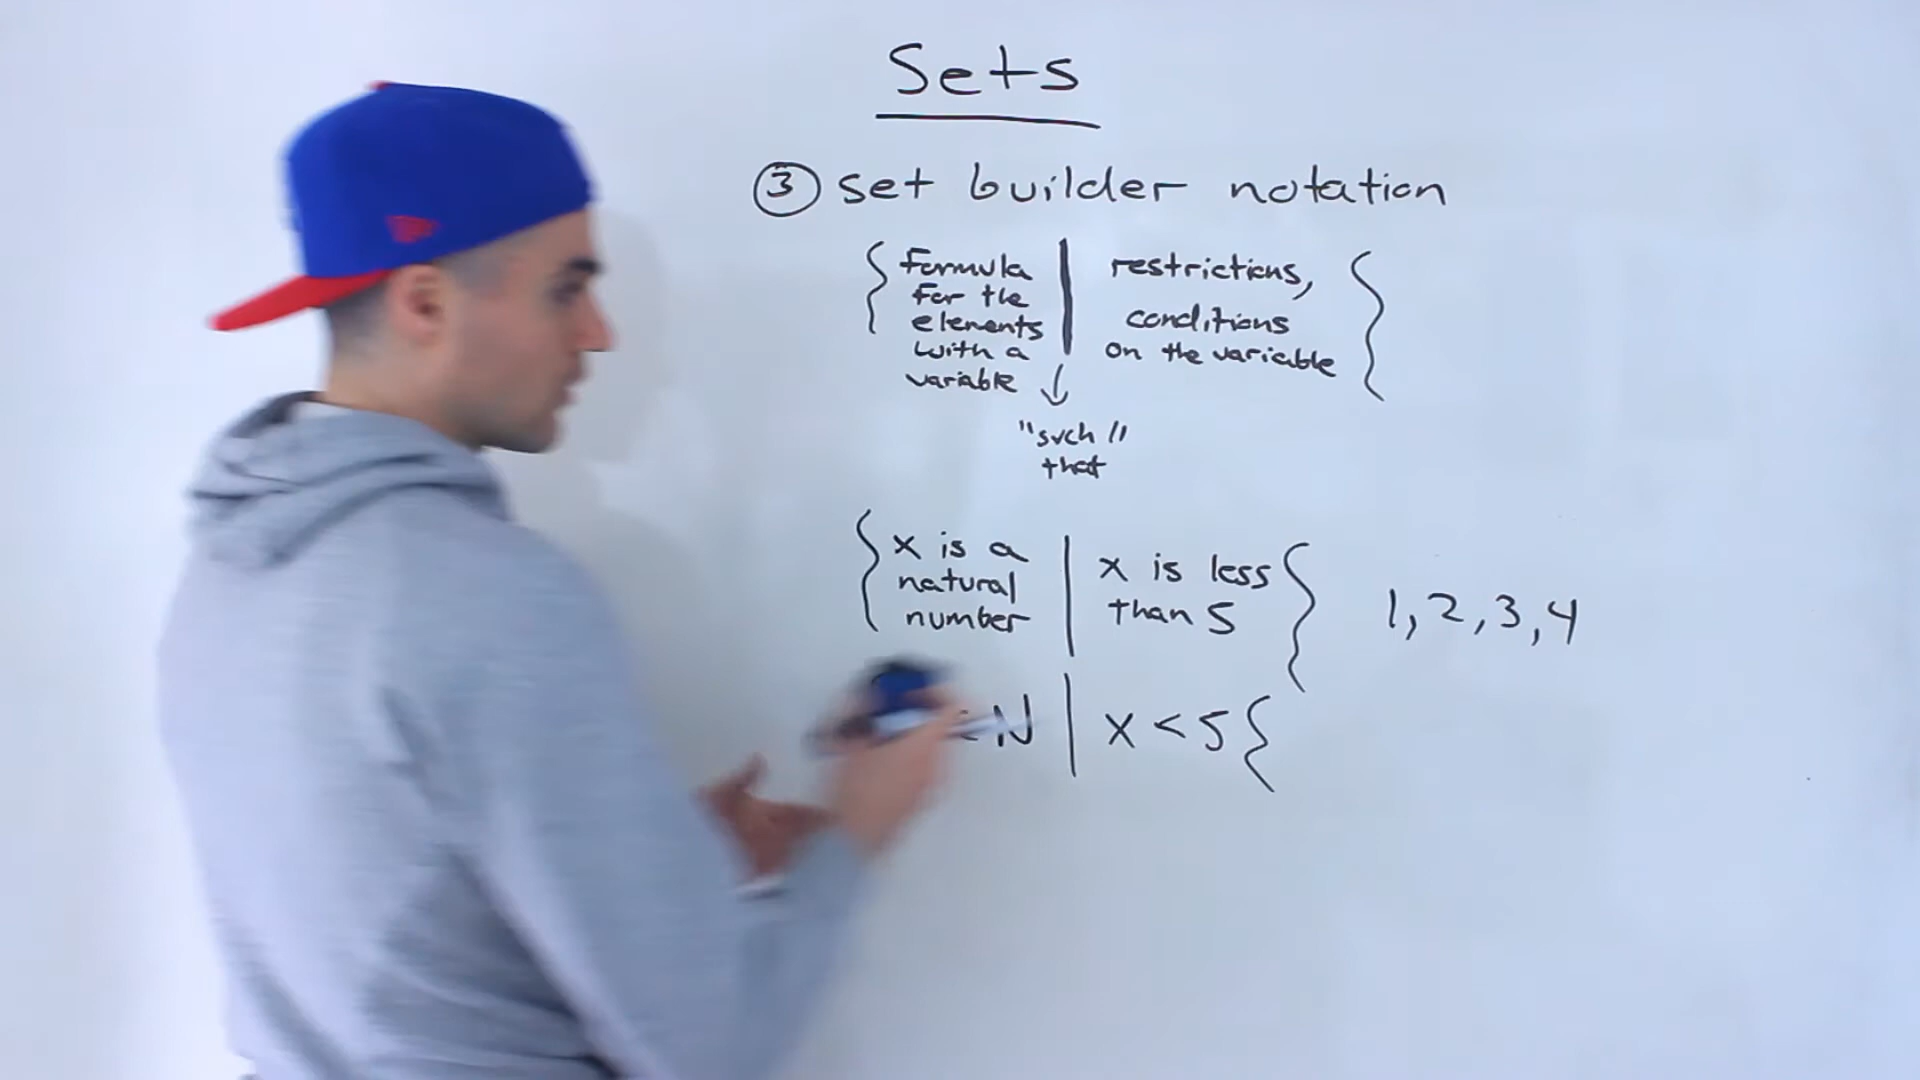 Sets
③ set builder notation
{ formula for the elements with a variable | restrictions, conditions on the variable {
↓
"such that"
{ x is a natural number | x is less than 5 { 1, 2, 3, 4
N | x < 5 {